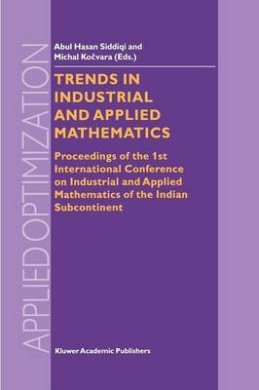 Abul Hasan Siddiqi and
Michal Kočvara (Eds.)
TRENDS IN
INDUSTRIAL
AND APPLIED
MATHEMATICS
Proceedings of the 1st
International Conference
on Industrial and Applied
Mathematics of the Indian
Subcontinent
APPLIED OPTIMIZATION
Kluwer Academic Publishers